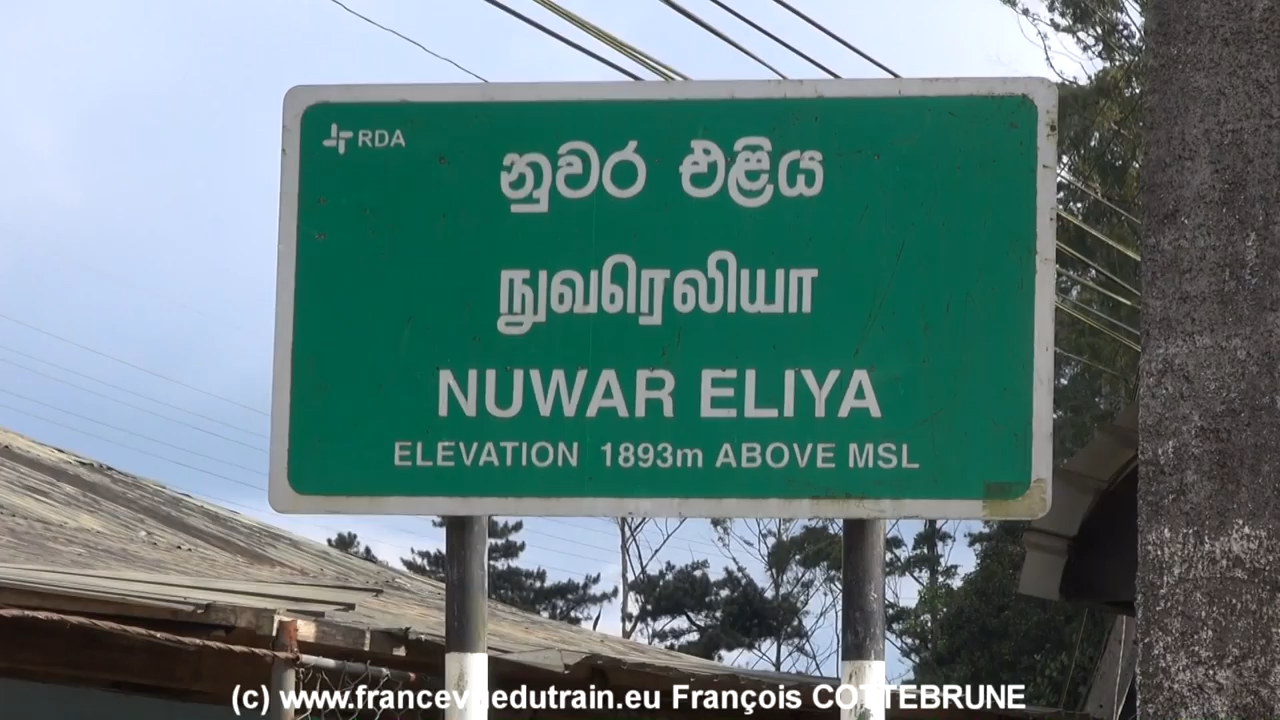 RDA
නුවර එළිය
நுவரெலியா
NUWAR ELIYA
ELEVATION 1893m ABOVE MSL
(c) www.francevuedutrain.eu François COTTEBRUNE